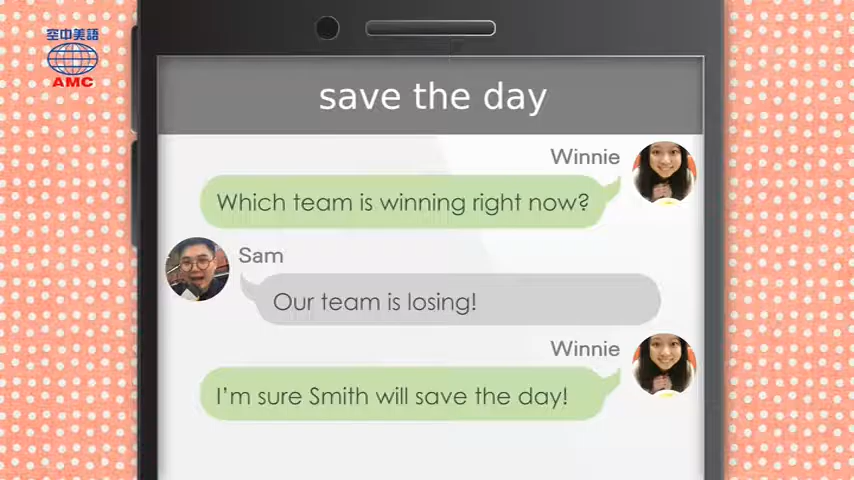 空中美語
AMC
save the day
Winnie
Which team is winning right now?
Sam
Our team is losing!
Winnie
I'm sure Smith will save the day!